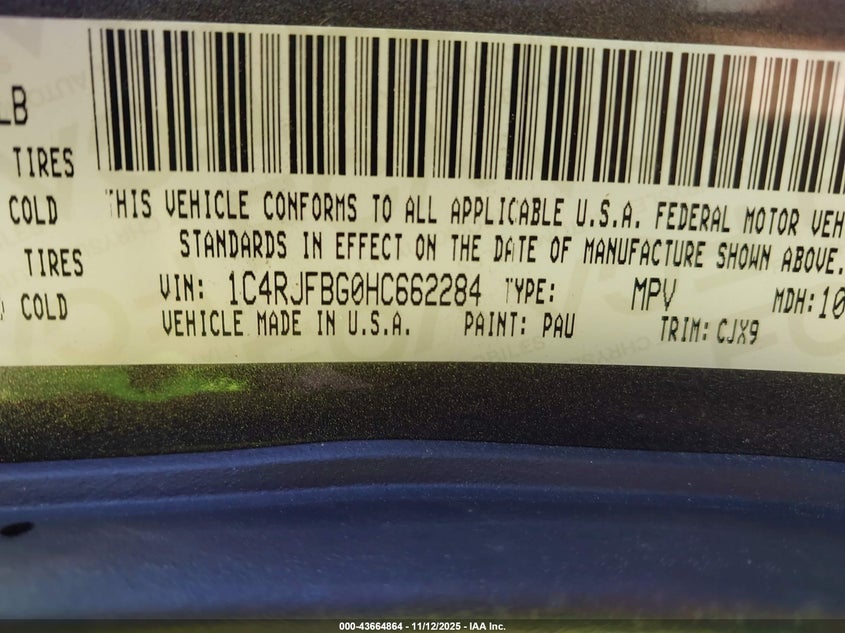 LB
TIRES
COLD
TIRES
COLD
THIS VEHICLE CONFORMS TO ALL APPLICABLE U.S.A. FEDERAL MOTOR VEH
STANDARDS IN EFFECT ON THE DATE OF MANUFACTURE SHOWN ABOVE.
VIN: 1C4RJFBG0HC662284 TYPE: MPV MDH:10
VEHICLE MADE IN U.S.A. PAINT: PAU TRIM: CJX9
000-43664864 - 11/12/2025 - IAA Inc.